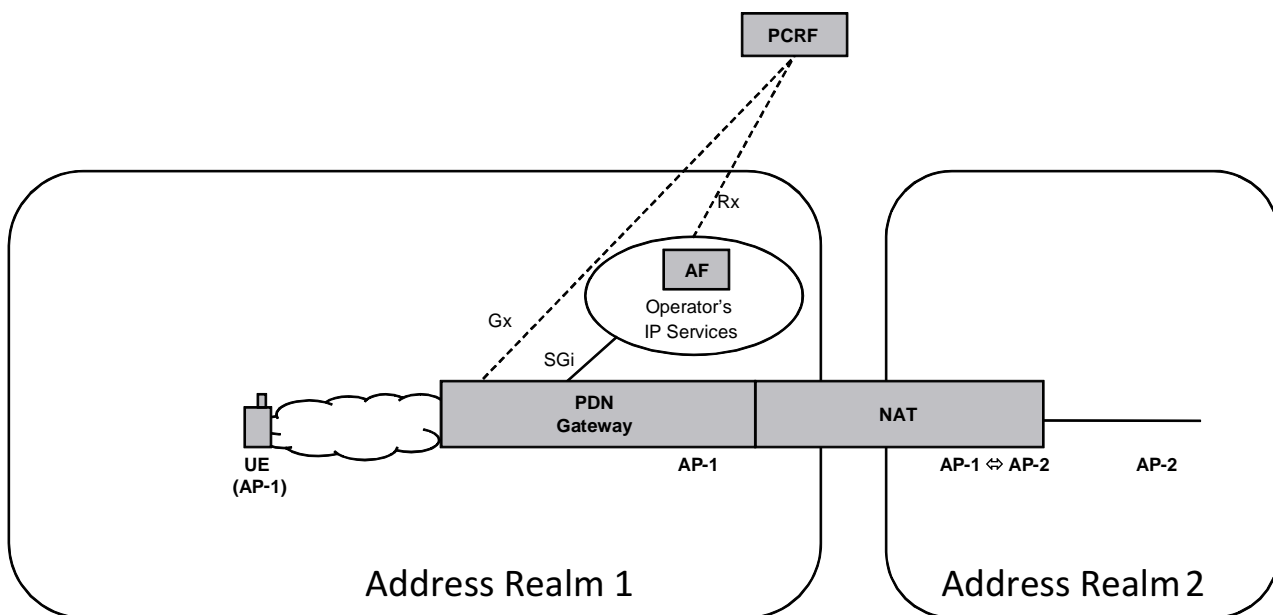 PCRF
Rx
AF
Operator's
IP Services
Gx
SGi
PDN
Gateway
NAT
UE
(AP-1)
AP-1
AP-1 ⇔ AP-2
AP-2
Address Realm 1
Address Realm 2